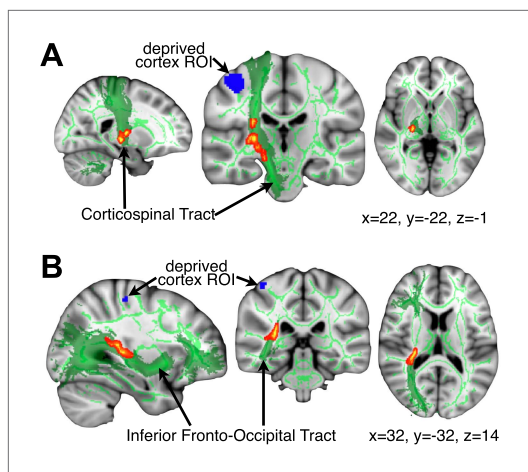 A
deprived
cortex ROI
Corticospinal Tract
x=22, y=-22, z=-1
B
deprived
cortex ROI
Inferior Fronto-Occipital Tract
x=32, y=-32, z=14